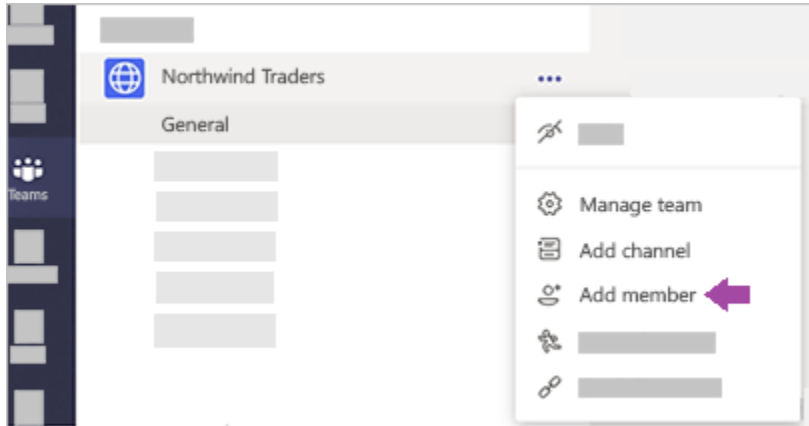 Northwind Traders
General
Teams
Manage team
Add channel
Add member